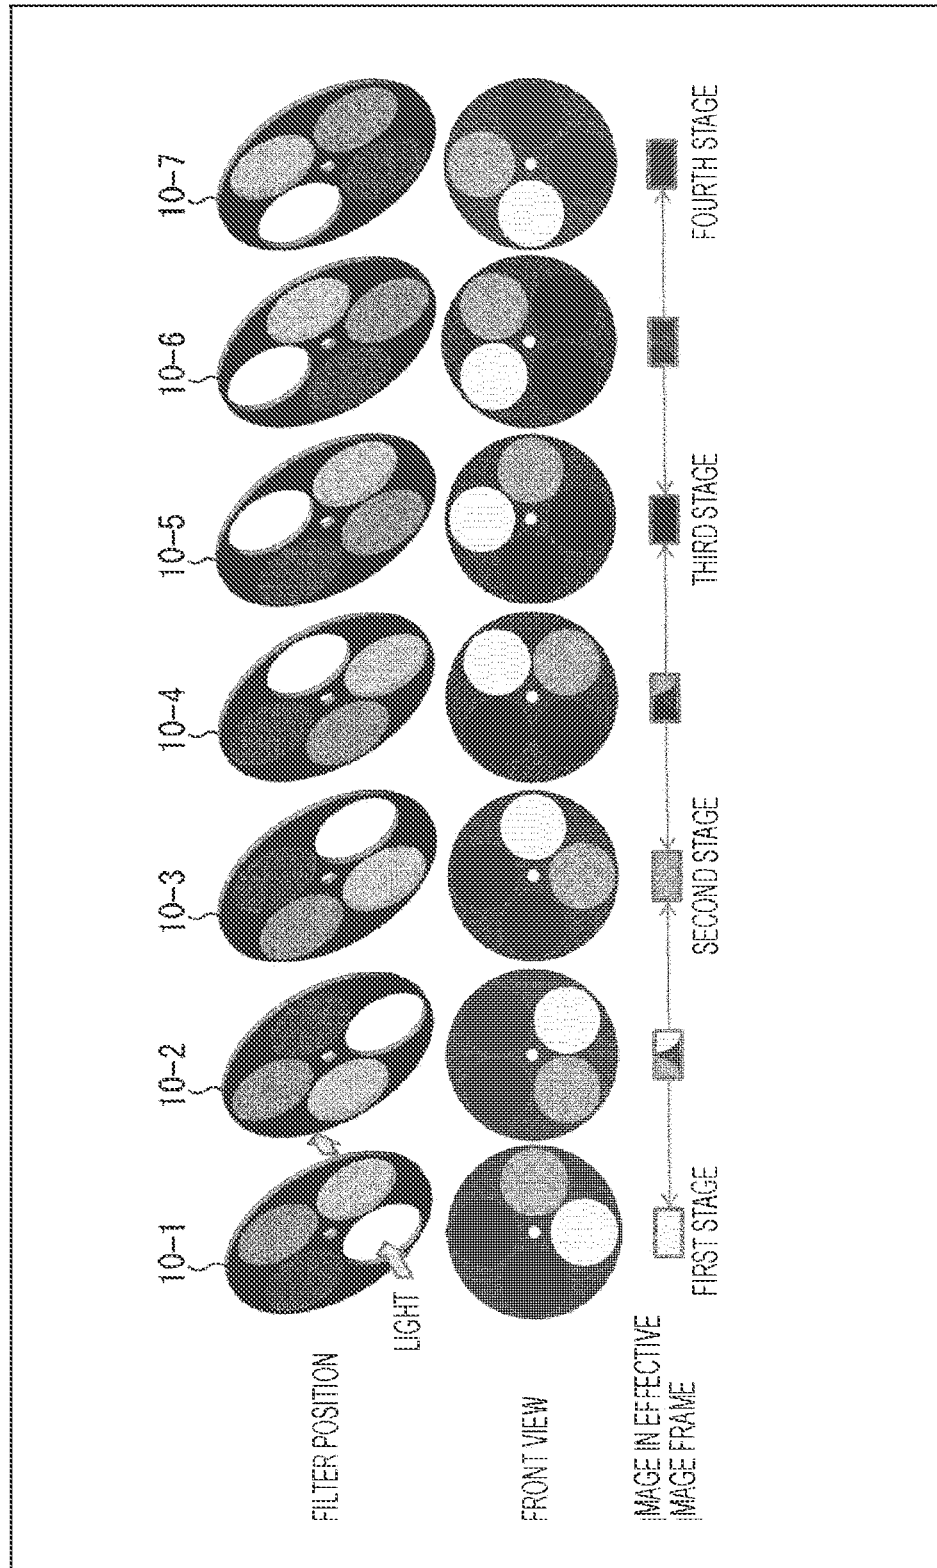 10-1
10-2
10-3
10-4
10-5
10-6
10-7
FILTER POSITION
LIGHT
FRONT VIEW
IMAGE IN EFFECTIVE
IMAGE FRAME
FIRST STAGE
SECOND STAGE
THIRD STAGE
FOURTH STAGE